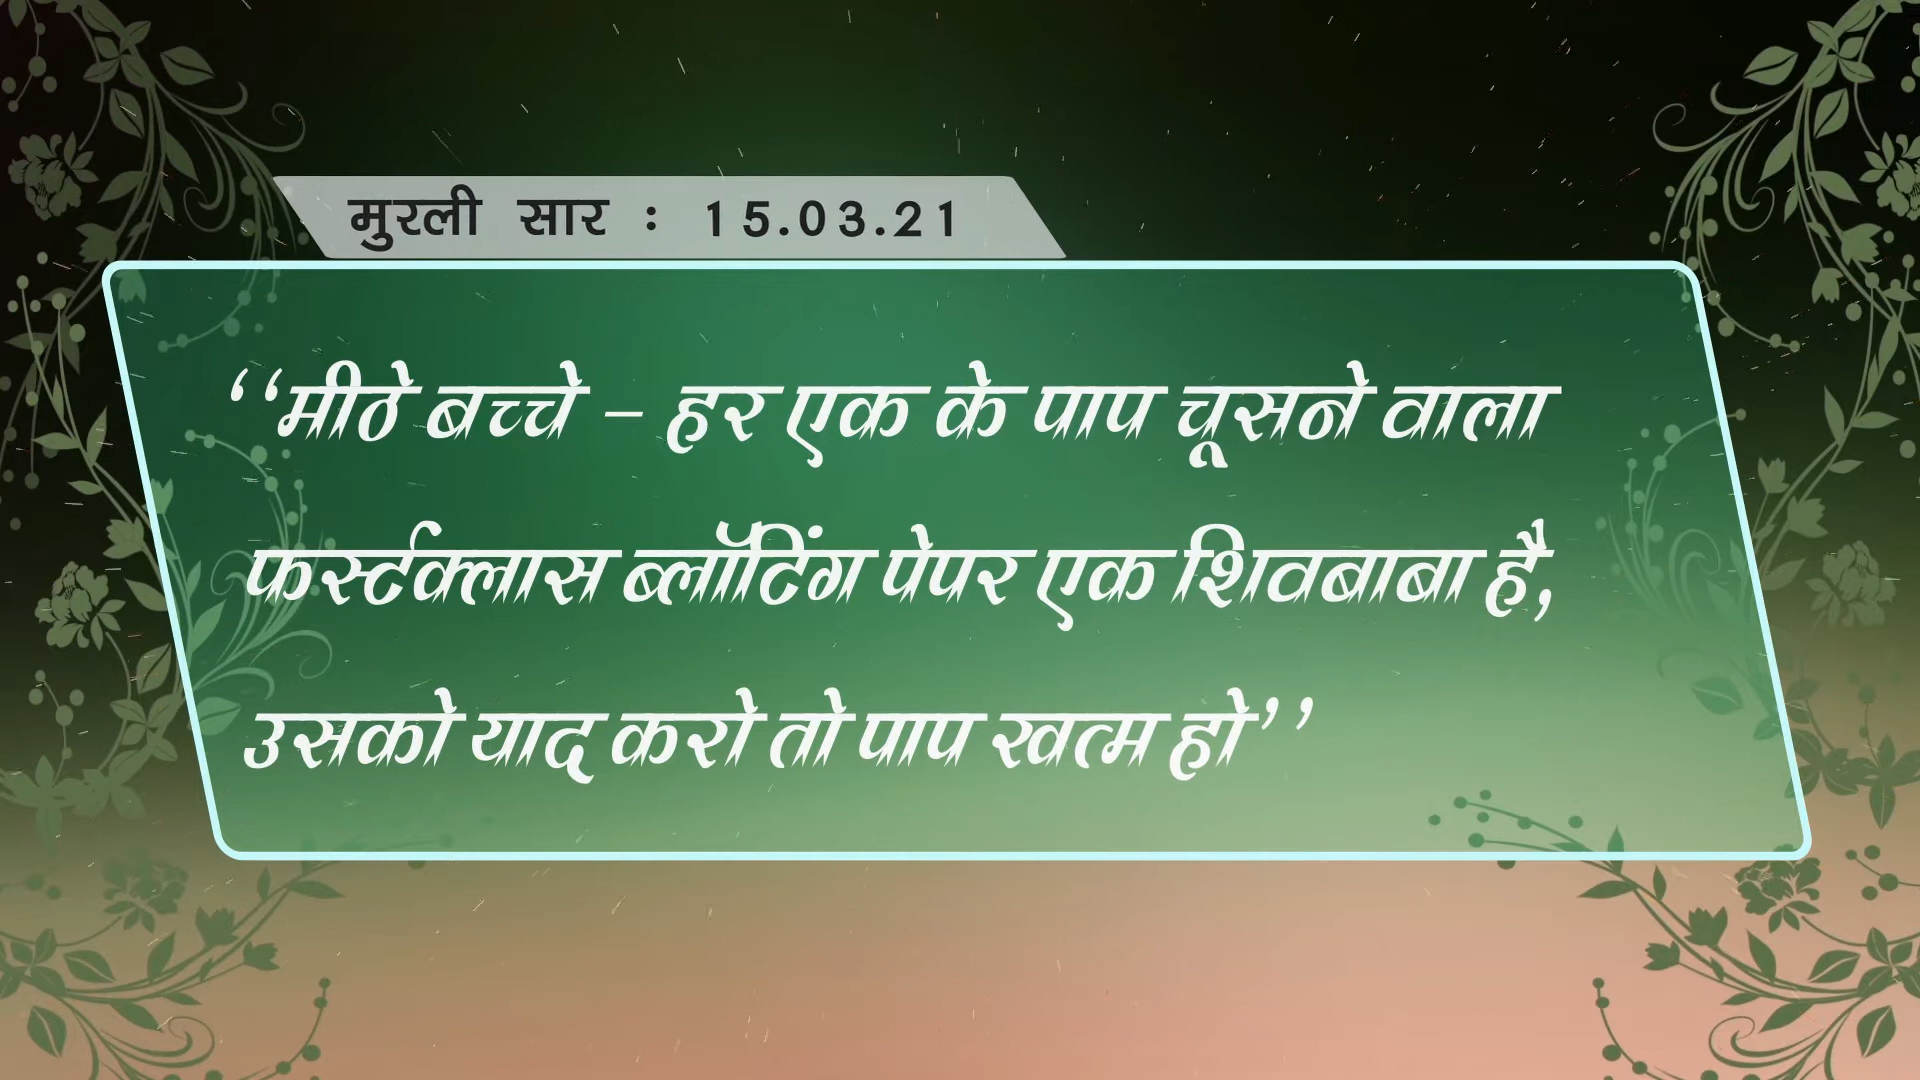 मुरली सार : 15.03.21
‘‘मीठे बच्चे – हर एक के पाप चूसने वाला
फर्स्टक्लास ब्लॉटिंग पेपर एक शिवबाबा है,
उसको याद करो तो पाप खत्म हो’’